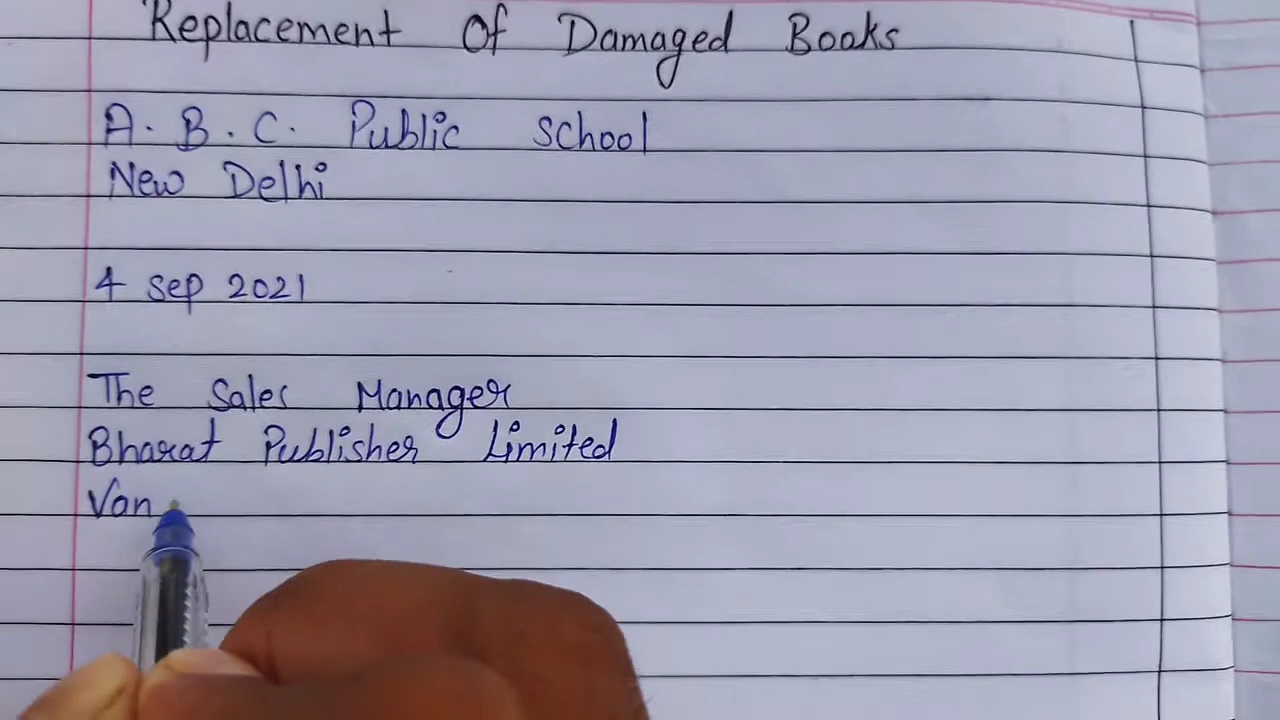 Replacement Of Damaged Books
A. B. C. Public School
New Delhi
4 Sep 2021
The Sales Manager
Bharat Publisher Limited
Van